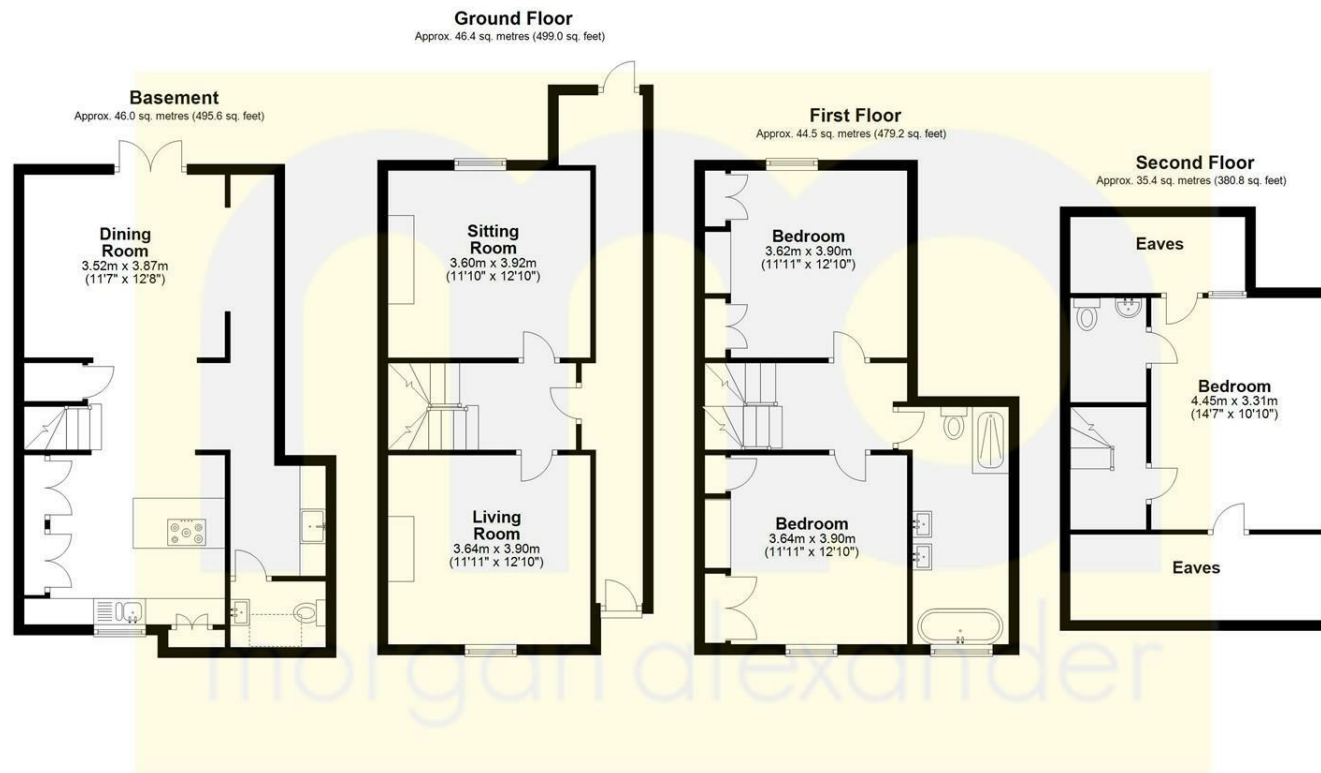 Basement
Approx. 46.0 sq. metres (495.6 sq. feet)
Dining
Room
3.52m x 3.87m
(11'7" x 12'8")
Ground Floor
Approx. 46.4 sq. metres (499.0 sq. feet)
Sitting
Room
3.60m x 3.92m
(11'10" x 12'10")
Living
Room
3.64m x 3.90m
(11'11" x 12'10")
First Floor
Approx. 44.5 sq. metres (479.2 sq. feet)
Bedroom
3.62m x 3.90m
(11'11" x 12'10")
Bedroom
3.64m x 3.90m
(11'11" x 12'10")
Second Floor
Approx. 35.4 sq. metres (380.8 sq. feet)
Eaves
Bedroom
4.45m x 3.31m
(14'7" x 10'10")
Eaves
morgan alexander